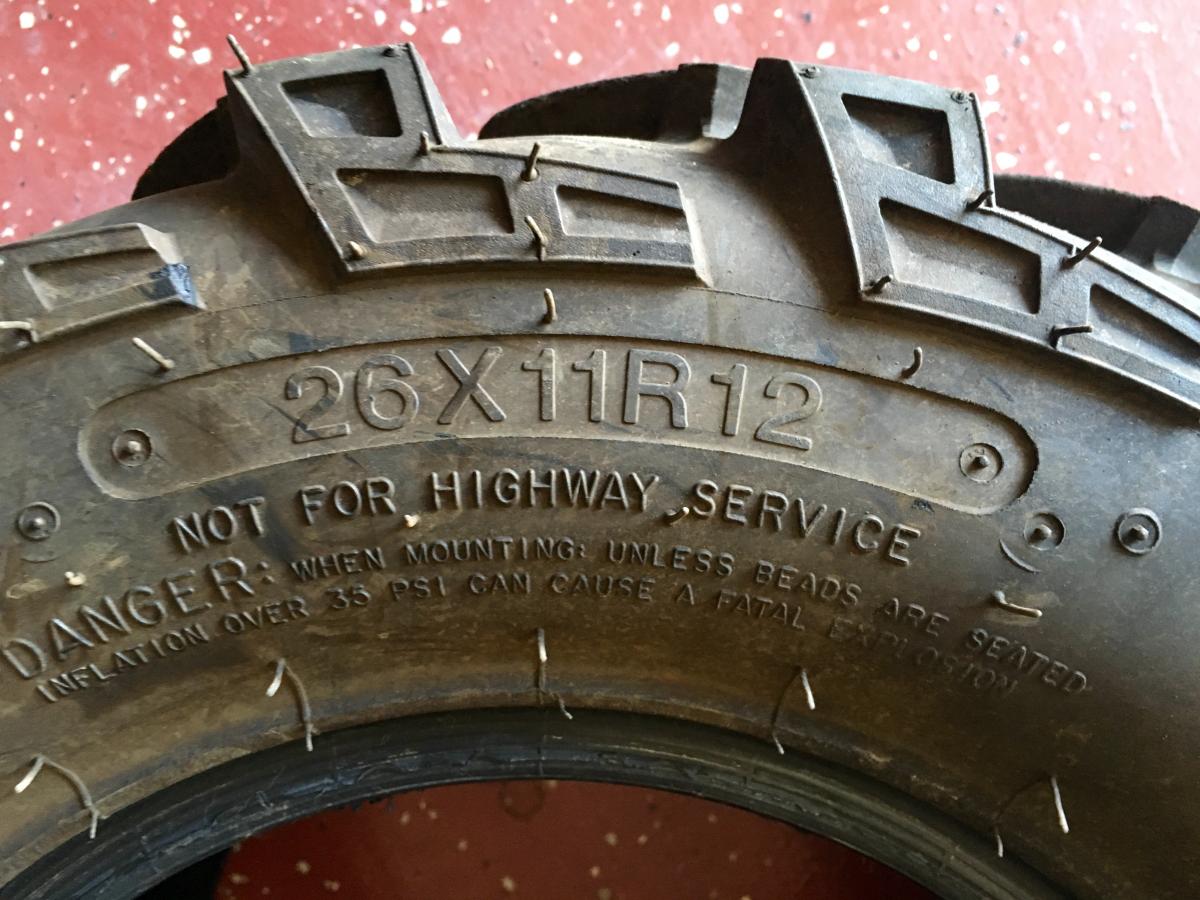 26X11R12
NOT FOR HIGHWAY SERVICE
DANGER: WHEN MOUNTING: UNLESS BEADS ARE SEATED
INFLATION OVER 35 PSI CAN CAUSE A FATAL EXPLOSION